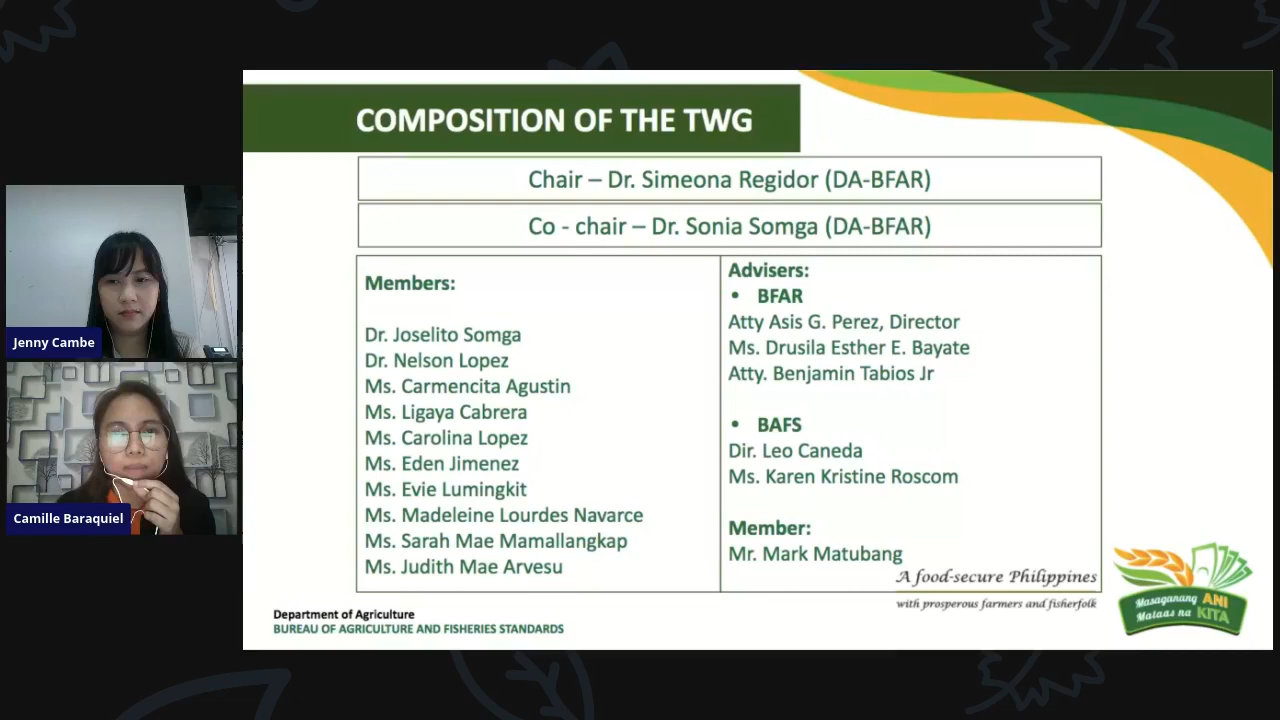 COMPOSITION OF THE TWG
Chair – Dr. Simeona Regidor (DA-BFAR)
Co - chair – Dr. Sonia Somga (DA-BFAR)
Members:
Dr. Joselito Somga
Dr. Nelson Lopez
Ms. Carmencita Agustin
Ms. Ligaya Cabrera
Ms. Carolina Lopez
Ms. Eden Jimenez
Ms. Evie Lumingkit
Ms. Madeleine Lourdes Navarce
Ms. Sarah Mae Mamallangkap
Ms. Judith Mae Arvesu
Advisers:
• BFAR
Atty Asis G. Perez, Director
Ms. Drusila Esther E. Bayate
Atty. Benjamin Tabios Jr
• BAFS
Dir. Leo Caneda
Ms. Karen Kristine Roscom
Member:
Mr. Mark Matubang
A food-secure Philippines
with prosperous farmers and fisherfolk
Department of Agriculture
BUREAU OF AGRICULTURE AND FISHERIES STANDARDS
Masaganang ANI
Mataas na KITA
Jenny Cambe
Camille Baraquiel